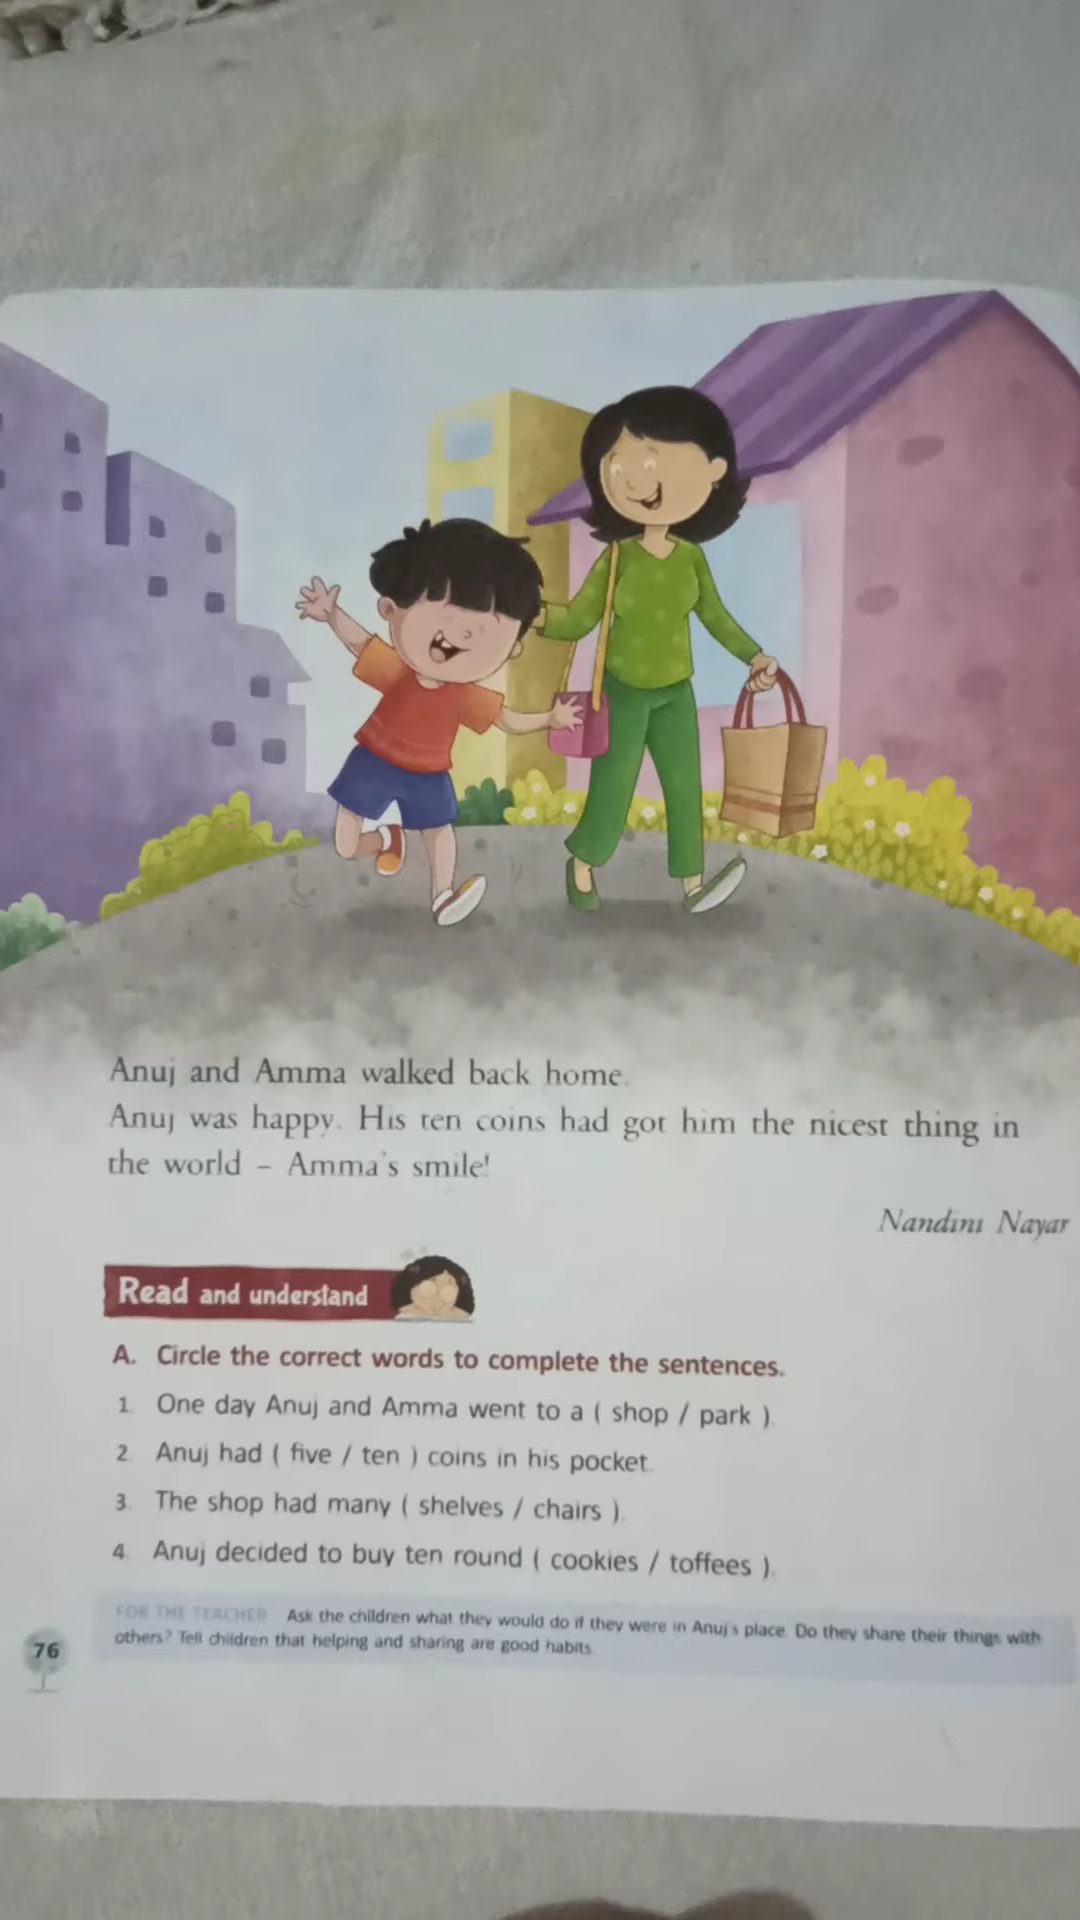 Anuj and Amma walked back home.
Anuj was happy. His ten coins had got him the nicest thing in
the world – Amma's smile!
Nandini Nayar
Read and understand
A. Circle the correct words to complete the sentences.
1. One day Anuj and Amma went to a ( shop / park ).
2. Anuj had ( five / ten ) coins in his pocket.
3. The shop had many ( shelves / chairs ).
4. Anuj decided to buy ten round ( cookies / toffees ).
FOR THE TEACHER Ask the children what they would do if they were in Anuj's place. Do they share their things with
others? Tell children that helping and sharing are good habits.
76